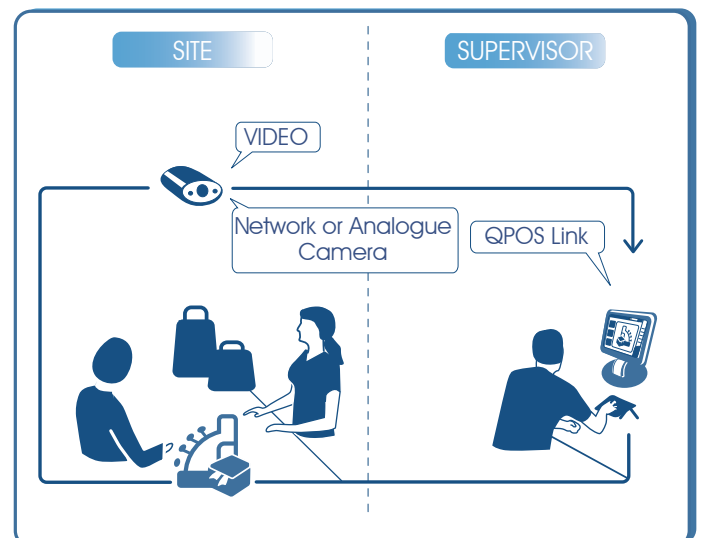 SITE
SUPERVISOR
VIDEO
Network or Analogue
Camera
QPOS Link